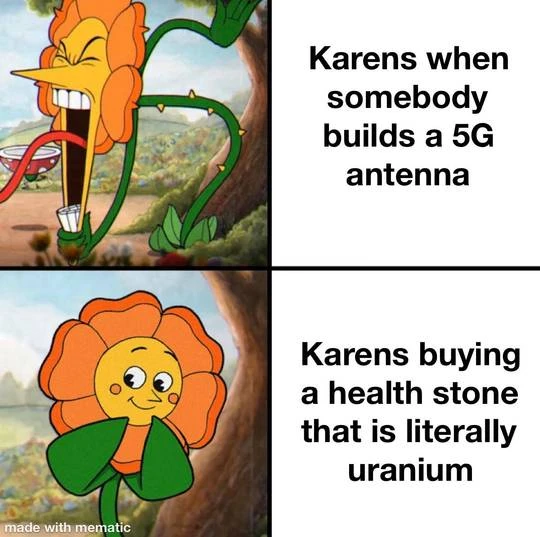 Karens when
somebody
builds a 5G
antenna
Karens buying
a health stone
that is literally
uranium
made with mematic